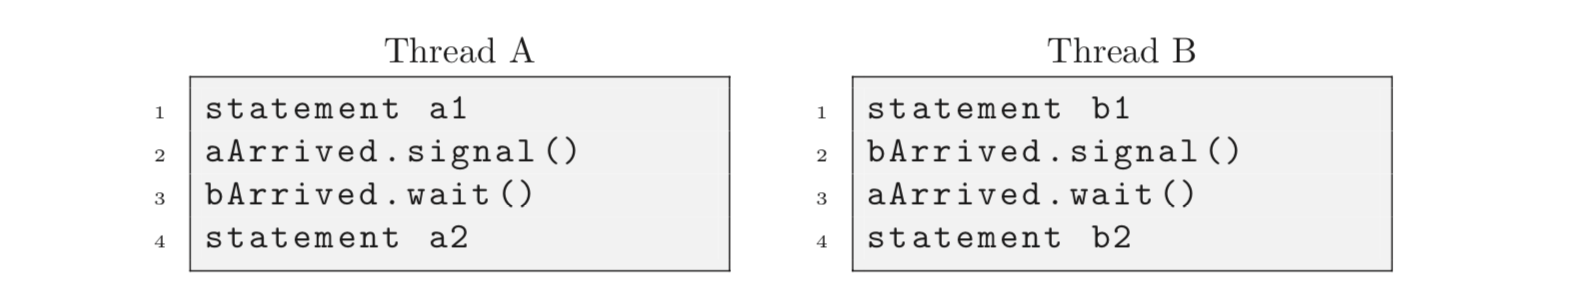 Thread A
1 statement a1
2 aArrived.signal()
3 bArrived.wait()
4 statement a2
Thread B
1 statement b1
2 bArrived.signal()
3 aArrived.wait()
4 statement b2